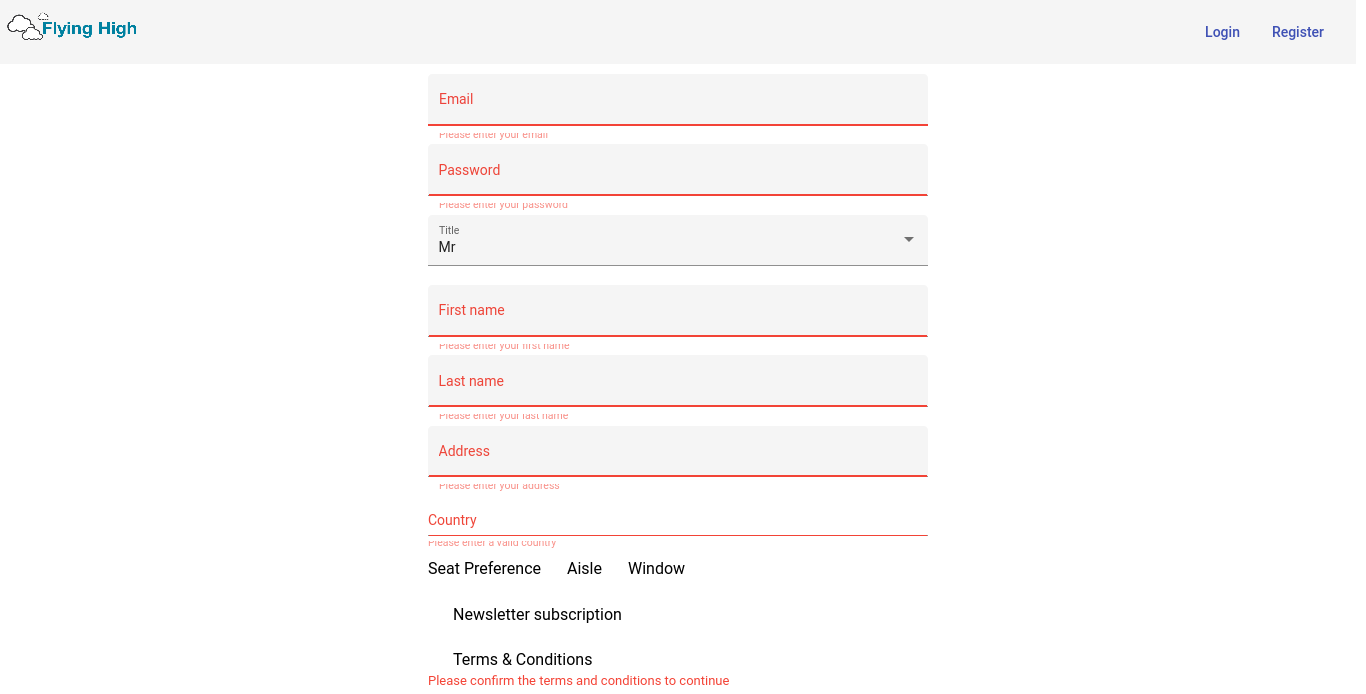 Flying High
Login Register
Email
Please enter your email
Password
Please enter your password
Title
Mr
First name
Please enter your first name
Last name
Please enter your last name
Address
Please enter your address
Country
Please enter a valid country
Seat Preference Aisle Window
Newsletter subscription
Terms & Conditions
Please confirm the terms and conditions to continue